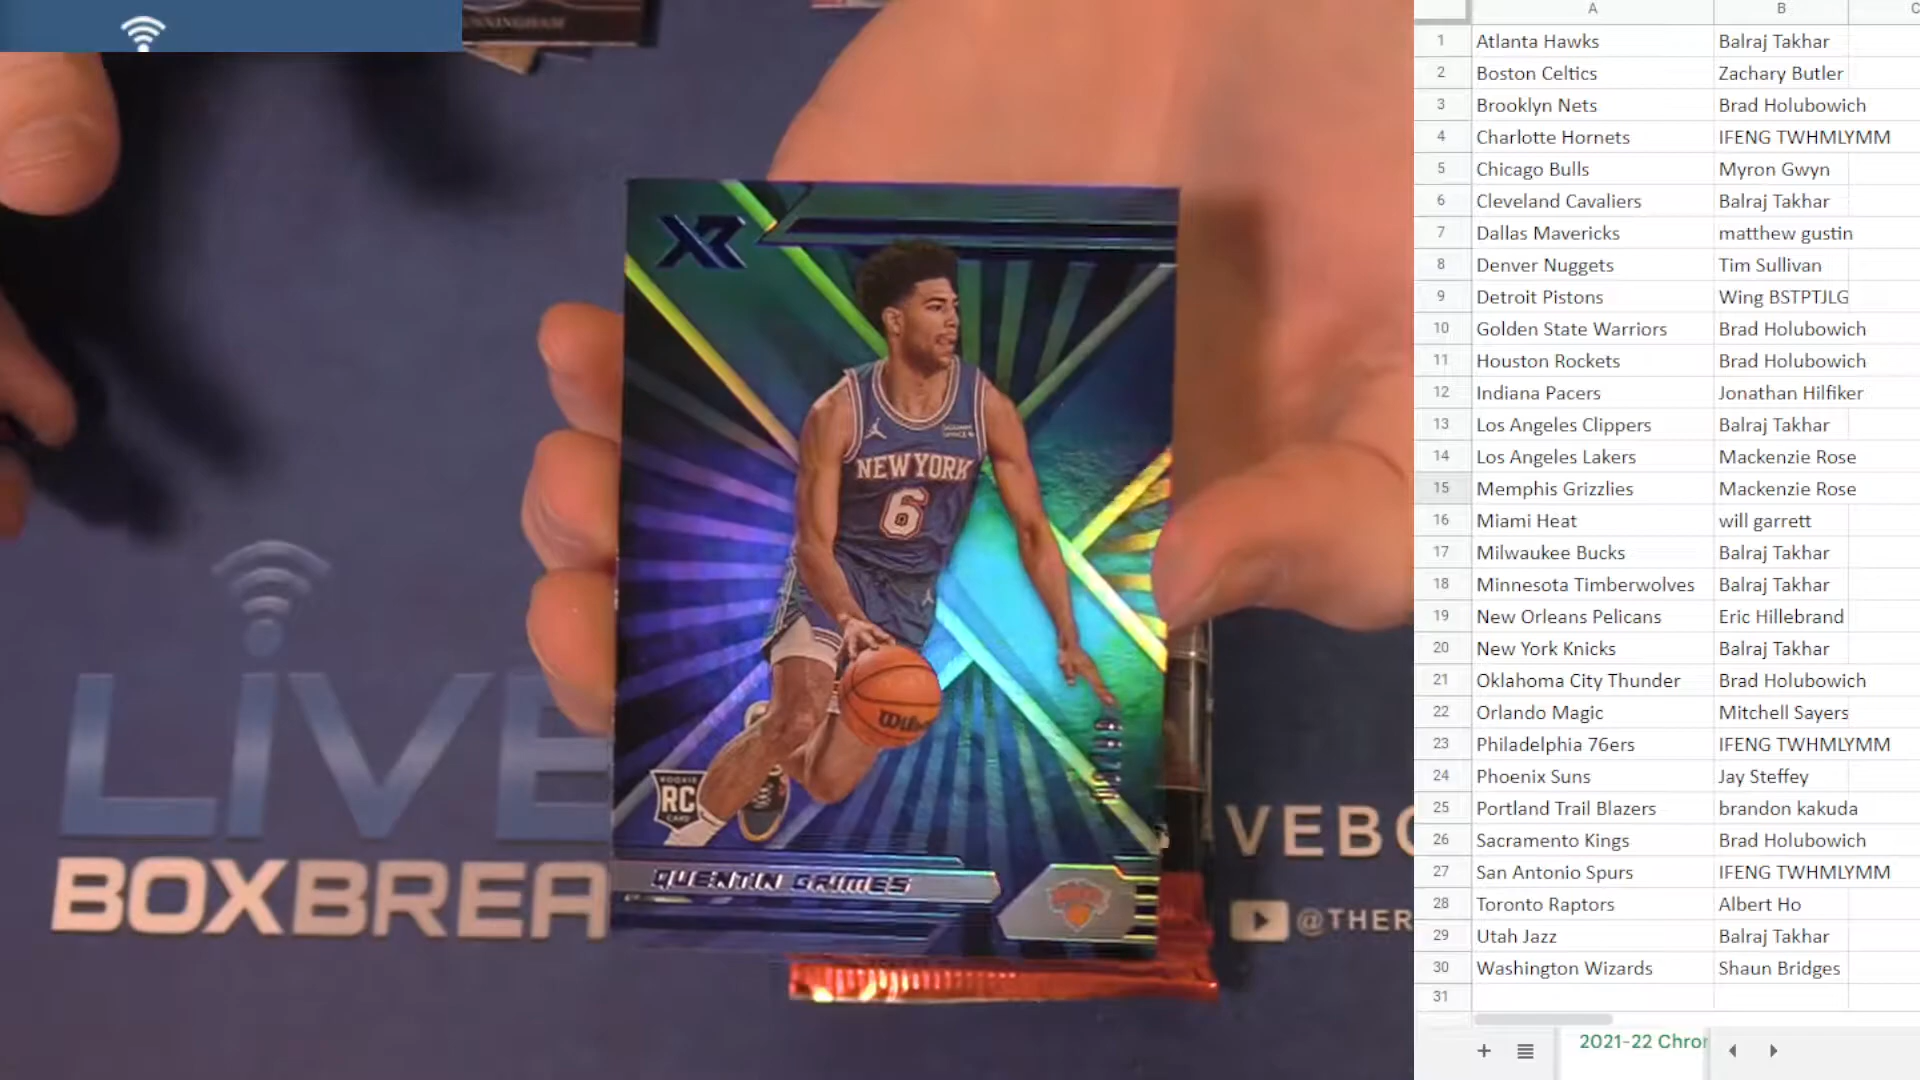 NNINGHAM
XR
SQUARE
SPACE
NEW YORK
6
Wilson
ROOKIE
RC
CARD
QUENTIN GRIMES
LiVE
BOXBREA
VEBO
@THER
A B C
1 Atlanta Hawks Balraj Takhar
2 Boston Celtics Zachary Butler
3 Brooklyn Nets Brad Holubowich
4 Charlotte Hornets IFENG TWHMLYMM
5 Chicago Bulls Myron Gwyn
6 Cleveland Cavaliers Balraj Takhar
7 Dallas Mavericks matthew gustin
8 Denver Nuggets Tim Sullivan
9 Detroit Pistons Wing BSTPTJLG
10 Golden State Warriors Brad Holubowich
11 Houston Rockets Brad Holubowich
12 Indiana Pacers Jonathan Hilfiker
13 Los Angeles Clippers Balraj Takhar
14 Los Angeles Lakers Mackenzie Rose
15 Memphis Grizzlies Mackenzie Rose
16 Miami Heat will garrett
17 Milwaukee Bucks Balraj Takhar
18 Minnesota Timberwolves Balraj Takhar
19 New Orleans Pelicans Eric Hillebrand
20 New York Knicks Balraj Takhar
21 Oklahoma City Thunder Brad Holubowich
22 Orlando Magic Mitchell Sayers
23 Philadelphia 76ers IFENG TWHMLYMM
24 Phoenix Suns Jay Steffey
25 Portland Trail Blazers brandon kakuda
26 Sacramento Kings Brad Holubowich
27 San Antonio Spurs IFENG TWHMLYMM
28 Toronto Raptors Albert Ho
29 Utah Jazz Balraj Takhar
30 Washington Wizards Shaun Bridges
31
2021-22 Chror